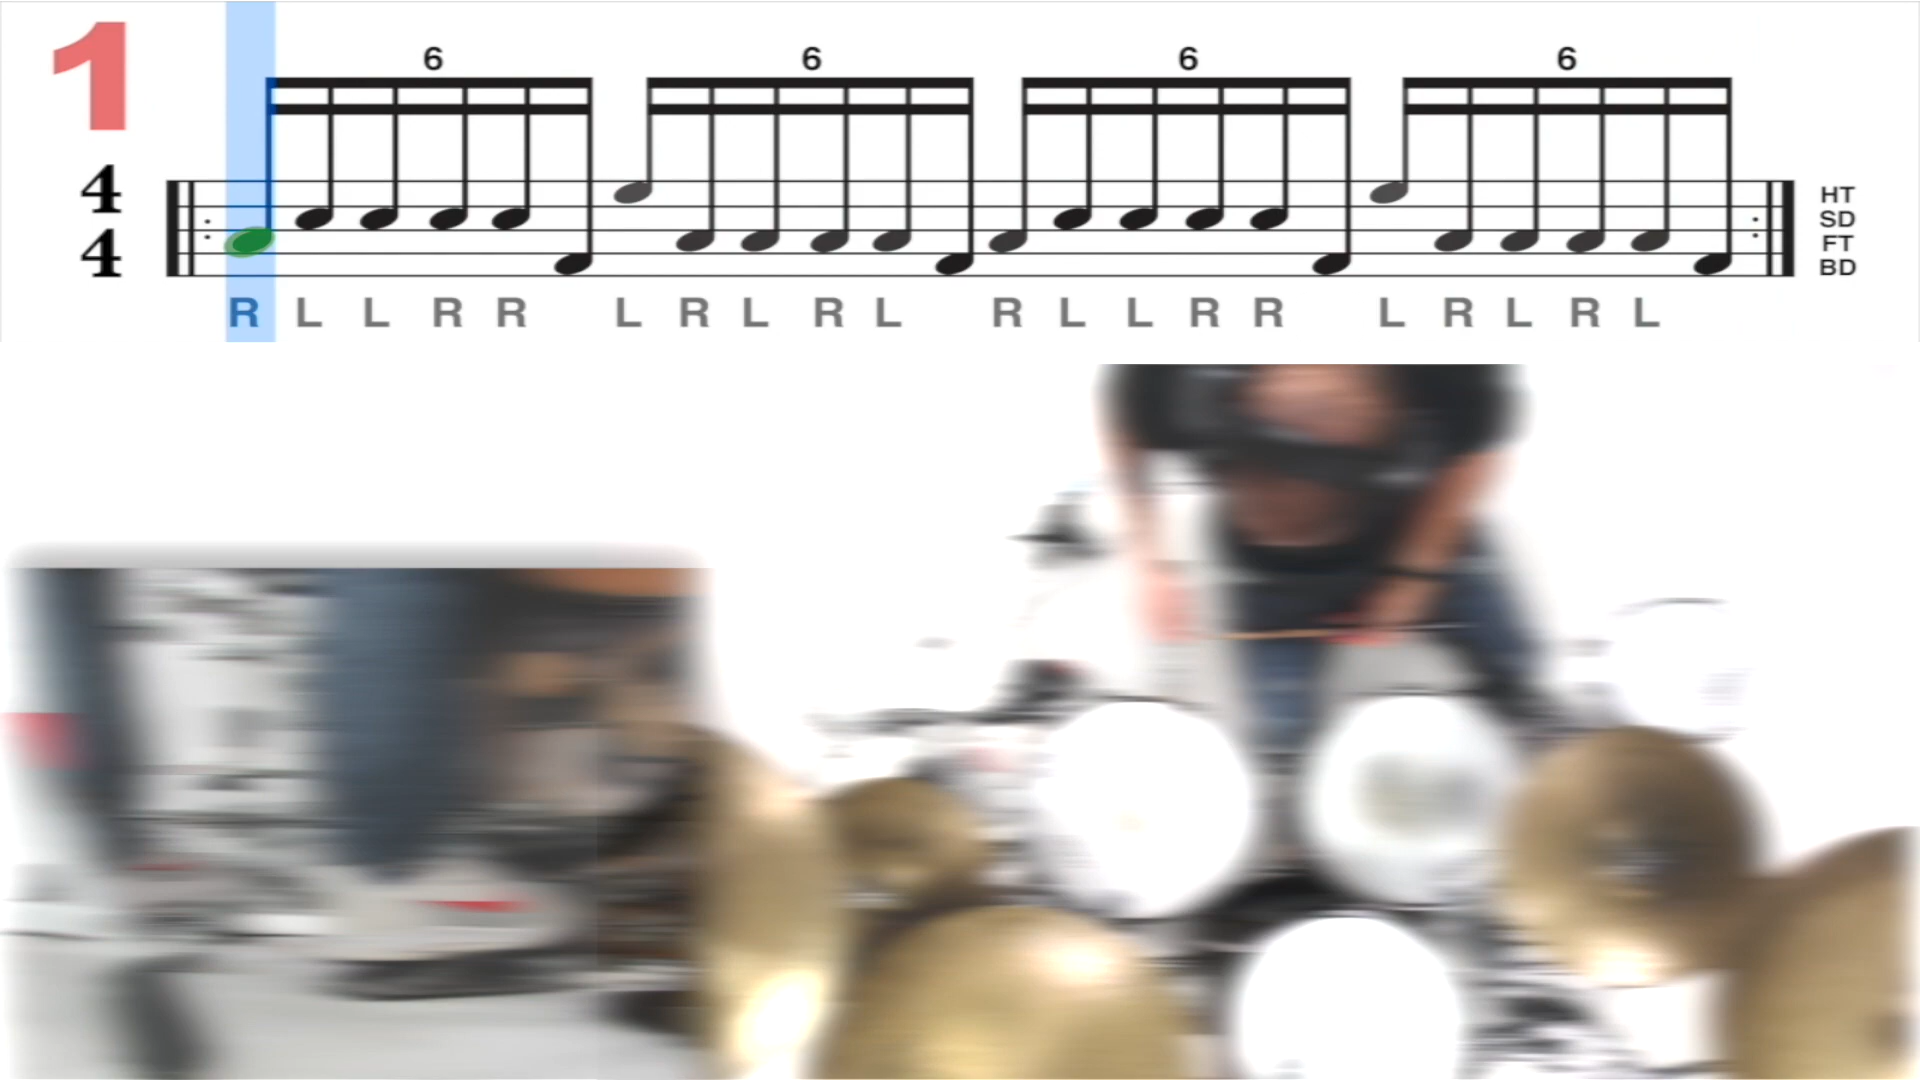 1
6 6 6 6
4
4
HT
SD
FT
BD
R L L R R L R L R L R L L R R L R L R L